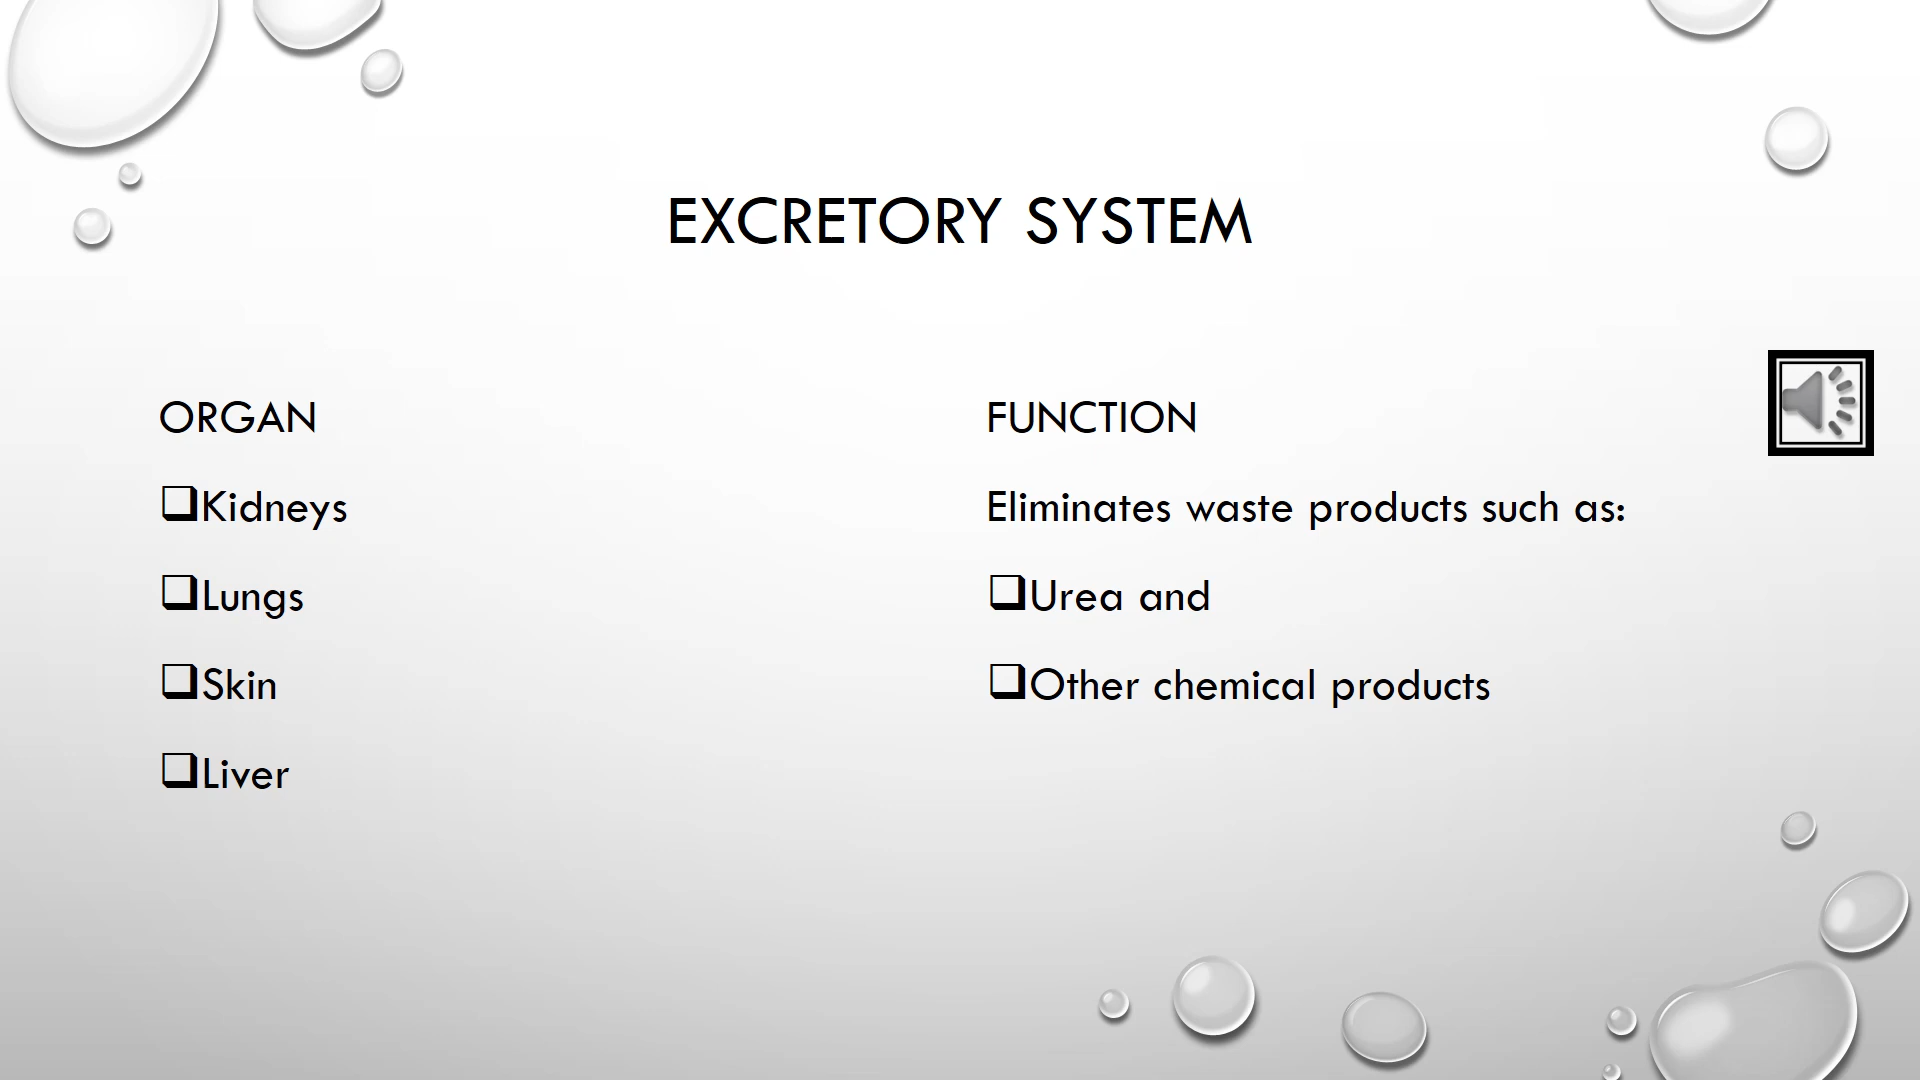 EXCRETORY SYSTEM
ORGAN
❑Kidneys
❑Lungs
❑Skin
❑Liver
FUNCTION
Eliminates waste products such as:
❑Urea and
❑Other chemical products